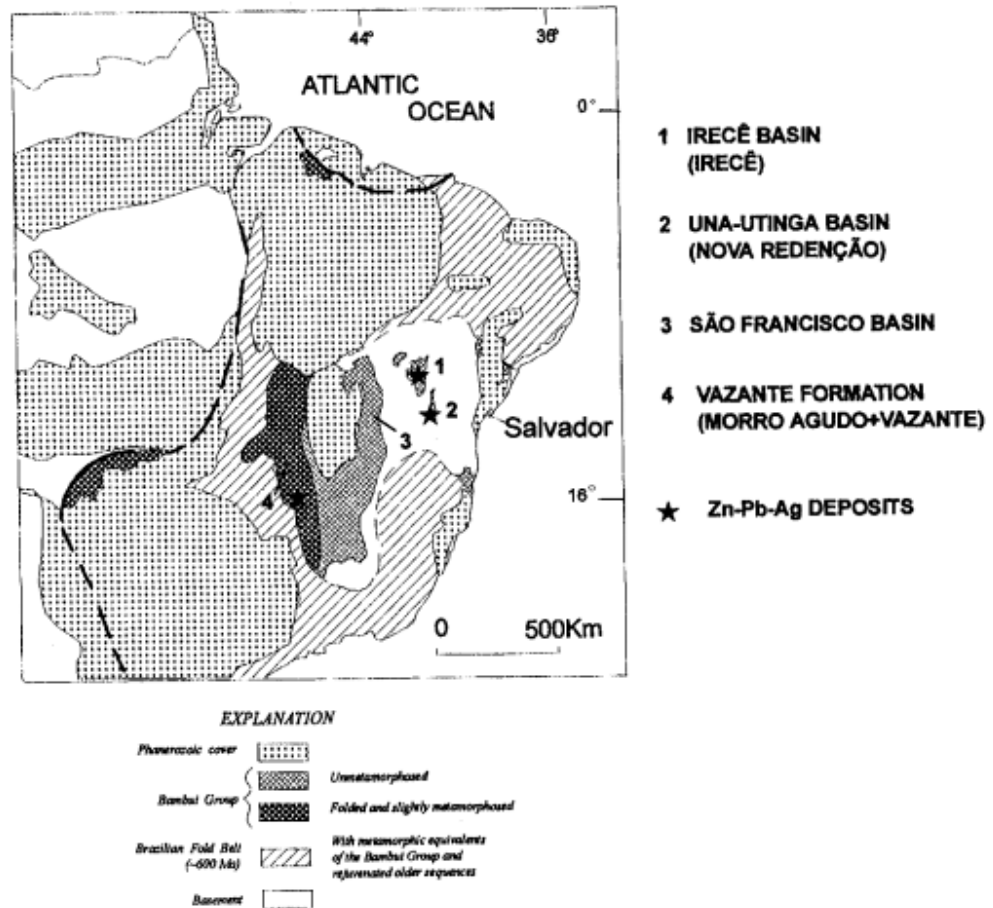 44°
36°
ATLANTIC
OCEAN
0°
1
2
3
Salvador
4
16°
0 500Km
1 IRECÊ BASIN
(IRECÊ)
2 UNA-UTINGA BASIN
(NOVA REDENÇÃO)
3 SÃO FRANCISCO BASIN
4 VAZANTE FORMATION
(MORRO AGUDO+VAZANTE)
Zn-Pb-Ag DEPOSITS
EXPLANATION
Phanerozoic cover
Bambui Group
Unmetamorphosed
Folded and slightly metamorphosed
Brazilian Fold Belt
(~600 Ma)
With metamorphic equivalents
of the Bambui Group and
rejuvenated older sequences
Basement